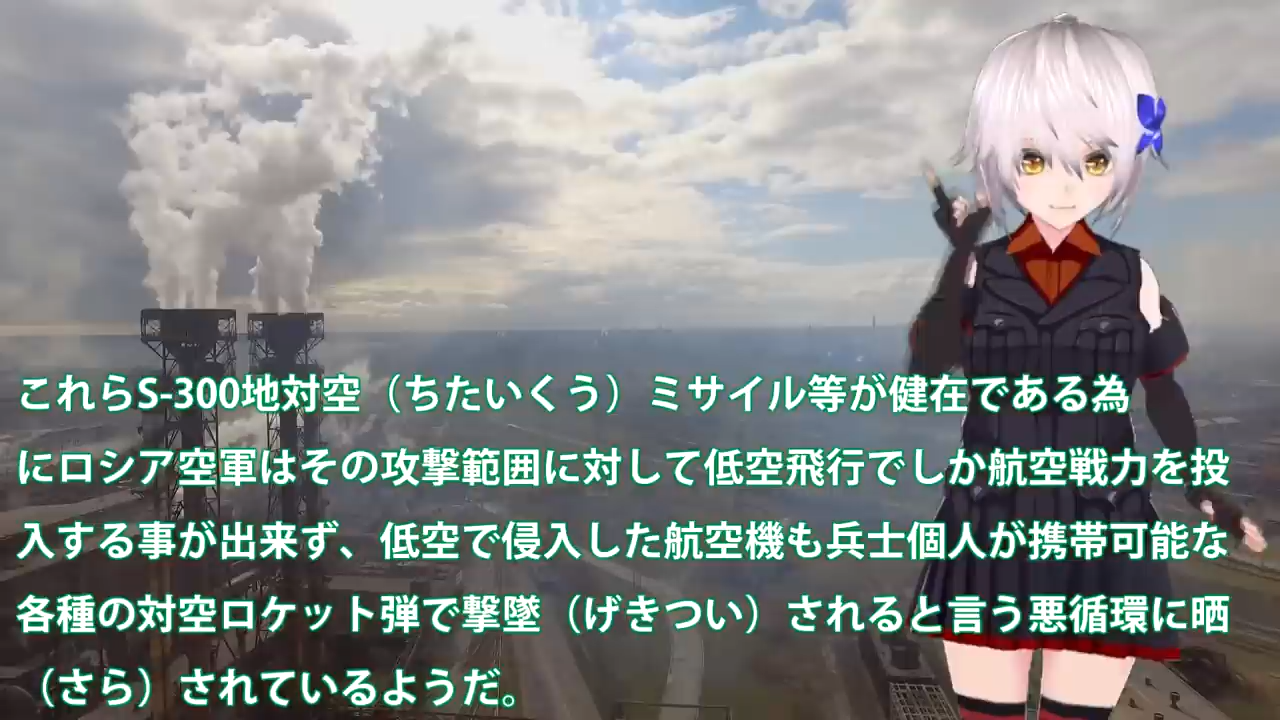 これらS-300地対空（ちたいくう）ミサイル等が健在である為
にロシア空軍はその攻撃範囲に対して低空飛行でしか航空戦力を投
入する事が出来ず、低空で侵入した航空機も兵士個人が携帯可能な
各種の対空ロケット弾で撃墜（げきつい）されると言う悪循環に晒
（さら）されているようだ。